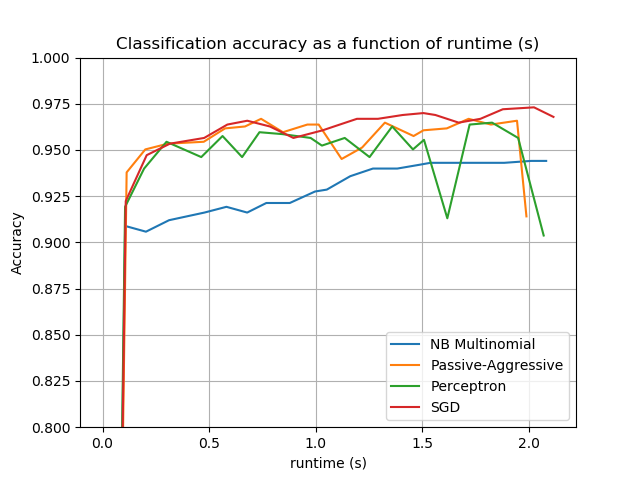 Classification accuracy as a function of runtime (s)
1.000
0.975
0.950
0.925
0.900
0.875
0.850
0.825
0.800
Accuracy
0.0 0.5 1.0 1.5 2.0
runtime (s)
NB Multinomial
Passive-Aggressive
Perceptron
SGD